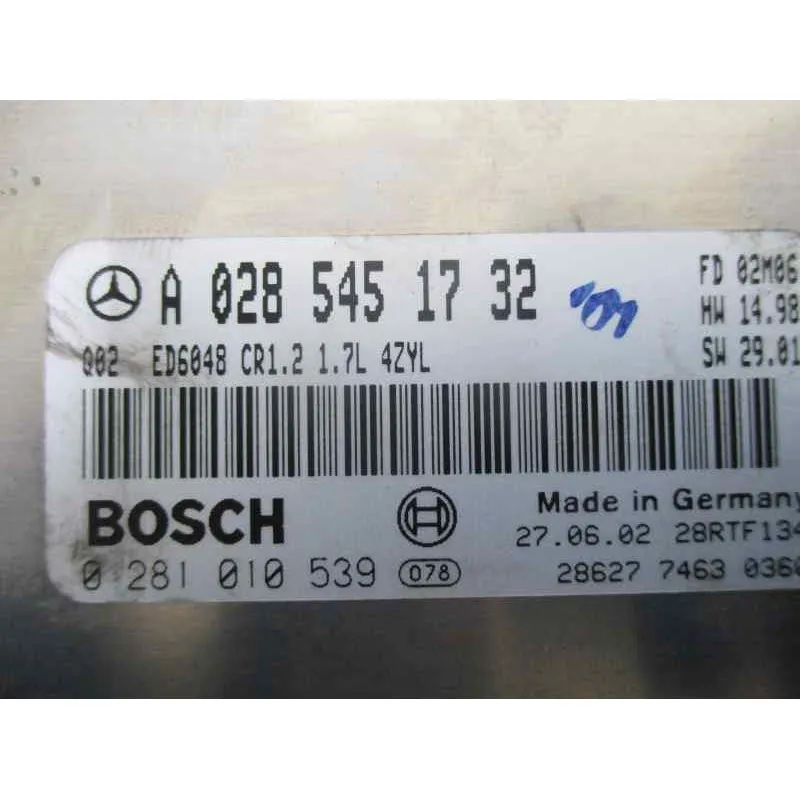 A 028 545 17 32
FD 02M06
HW 14.98
Q02 ED6048 CR1.2 1.7L 4ZYL
SW 29.01
BOSCH
Made in Germany
27.06.02 28RTF134
0 281 010 539 078
28627 7463 0360